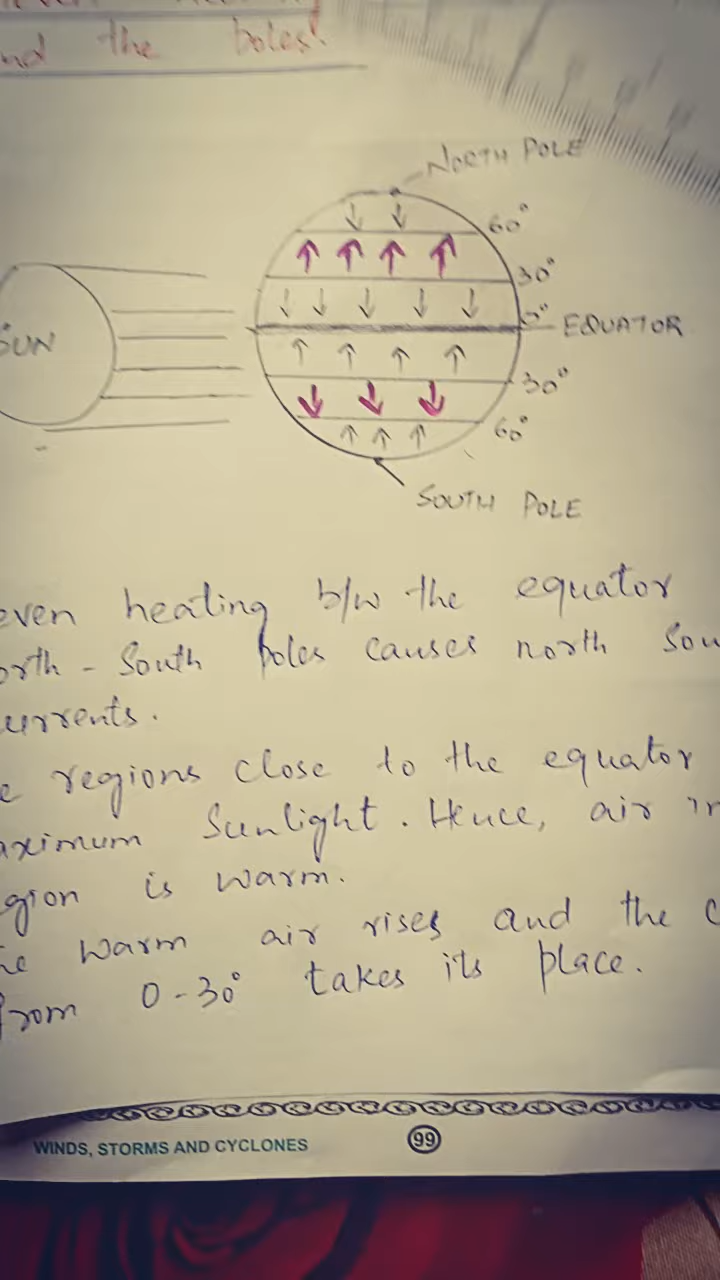 nd the poles!
NORTH POLE
60°
30°
0° EQUATOR
SUN
30°
60°
SOUTH POLE
even heating b/w the equator
orth - South poles causes north Sou
urrents.
e regions close to the equator
aximum Sunlight. Hence, air in
gion is warm.
he warm air rises and the c
from 0-30° takes its place.
WINDS, STORMS AND CYCLONES
99